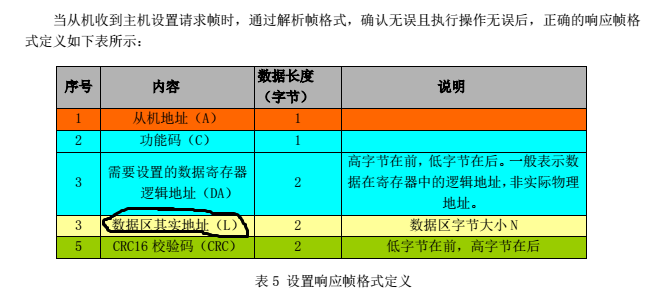 当从机收到主机设置请求帧时，通过解析帧格式，确认无误且执行操作无误后，正确的响应帧格
式定义如下表所示：
序号 内容 数据长度（字节） 说明
1 从机地址（A） 1
2 功能码（C） 1
3 需要设置的数据寄存器逻辑地址（DA） 2 高字节在前，低字节在后。一般表示数据在寄存器中的逻辑地址，非实际物理地址。
3 数据区其实地址（L） 2 数据区字节大小 N
5 CRC16 校验码（CRC） 2 低字节在前，高字节在后
表 5 设置响应帧格式定义